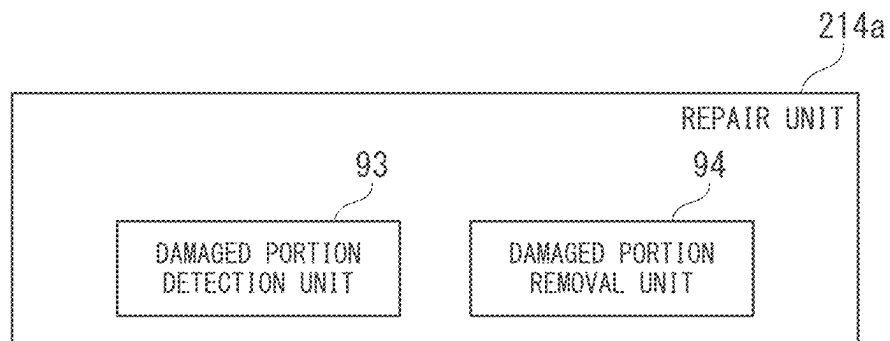 214a
REPAIR UNIT
93
94
DAMAGED PORTION
DETECTION UNIT
DAMAGED PORTION
REMOVAL UNIT